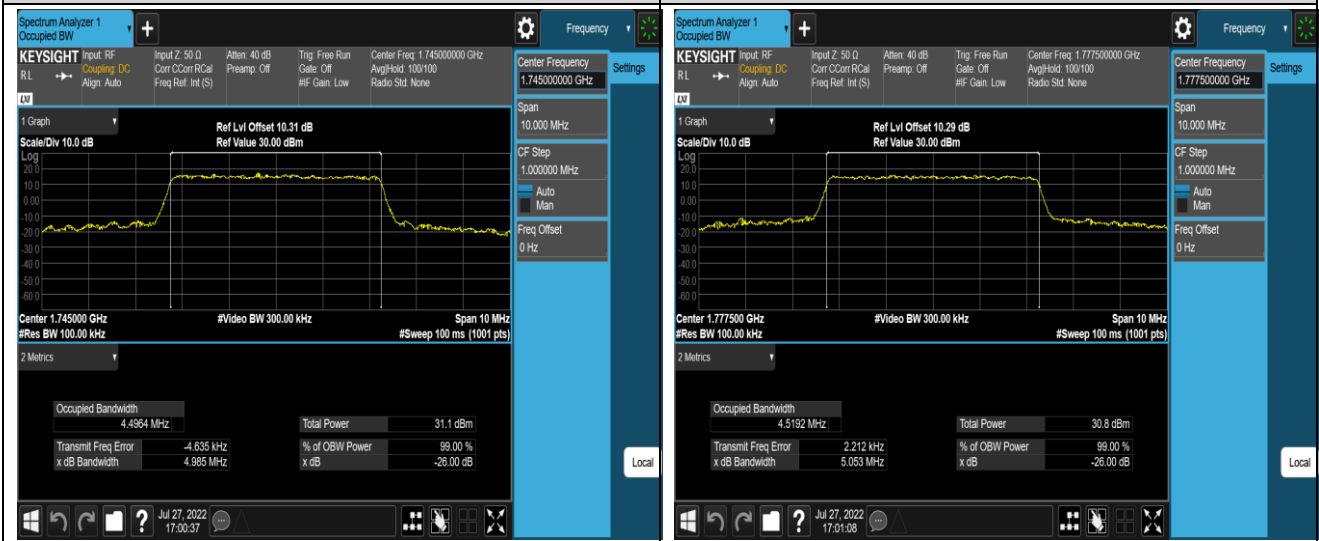 Spectrum Analyzer 1
Occupied BW
Frequency
KEYSIGHT
RL
LXI
Input: RF
Coupling: DC
Align: Auto
Input Z: 50 Ω
Corr CCorr RCal
Freq Ref: Int (S)
Atten: 40 dB
Preamp: Off
Trig: Free Run
Gate: Off
#IF Gain: Low
Center Freq: 1.745000000 GHz
Avg|Hold: 100/100
Radio Std: None
Center Frequency
1.745000000 GHz
Settings
Span
10.000 MHz
CF Step
1.000000 MHz
Auto
Man
Freq Offset
0 Hz
Local
1 Graph
Scale/Div 10.0 dB
Ref Lvl Offset 10.31 dB
Ref Value 30.00 dBm
Log
20.0
10.0
0.00
-10.0
-20.0
-30.0
-40.0
-50.0
-60.0
Center 1.745000 GHz
#Video BW 300.00 kHz
Span 10 MHz
#Res BW 100.00 kHz
#Sweep 100 ms (1001 pts)
2 Metrics
Occupied Bandwidth
4.4964 MHz
Total Power 31.1 dBm
Transmit Freq Error -4.635 kHz
% of OBW Power 99.00 %
x dB Bandwidth 4.985 MHz
x dB -26.00 dB
?
Jul 27, 2022
17:00:37
Spectrum Analyzer 1
Occupied BW
Frequency
KEYSIGHT
RL
LXI
Input: RF
Coupling: DC
Align: Auto
Input Z: 50 Ω
Corr CCorr RCal
Freq Ref: Int (S)
Atten: 40 dB
Preamp: Off
Trig: Free Run
Gate: Off
#IF Gain: Low
Center Freq: 1.777500000 GHz
Avg|Hold: 100/100
Radio Std: None
Center Frequency
1.777500000 GHz
Settings
Span
10.000 MHz
CF Step
1.000000 MHz
Auto
Man
Freq Offset
0 Hz
Local
1 Graph
Scale/Div 10.0 dB
Ref Lvl Offset 10.29 dB
Ref Value 30.00 dBm
Log
20.0
10.0
0.00
-10.0
-20.0
-30.0
-40.0
-50.0
-60.0
Center 1.777500 GHz
#Video BW 300.00 kHz
Span 10 MHz
#Res BW 100.00 kHz
#Sweep 100 ms (1001 pts)
2 Metrics
Occupied Bandwidth
4.5192 MHz
Total Power 30.8 dBm
Transmit Freq Error 2.212 kHz
% of OBW Power 99.00 %
x dB Bandwidth 5.053 MHz
x dB -26.00 dB
?
Jul 27, 2022
17:01:08